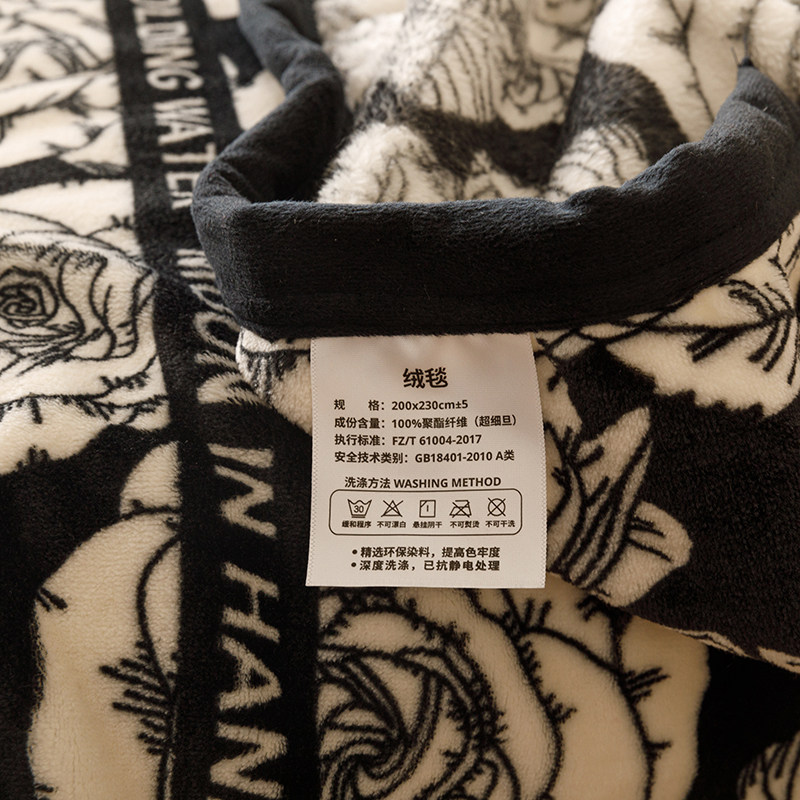 OLDING WATER MOON IN HAN
绒毯
规 格：200x230cm±5
成份含量：100%聚酯纤维（超细旦）
执行标准：FZ/T 61004-2017
安全技术类别：GB18401-2010 A类
洗涤方法 WASHING METHOD
30
缓和程序 不可漂白 悬挂阴干 不可熨烫 不可干洗
•精选环保染料，提高色牢度
•深度洗涤，已抗静电处理